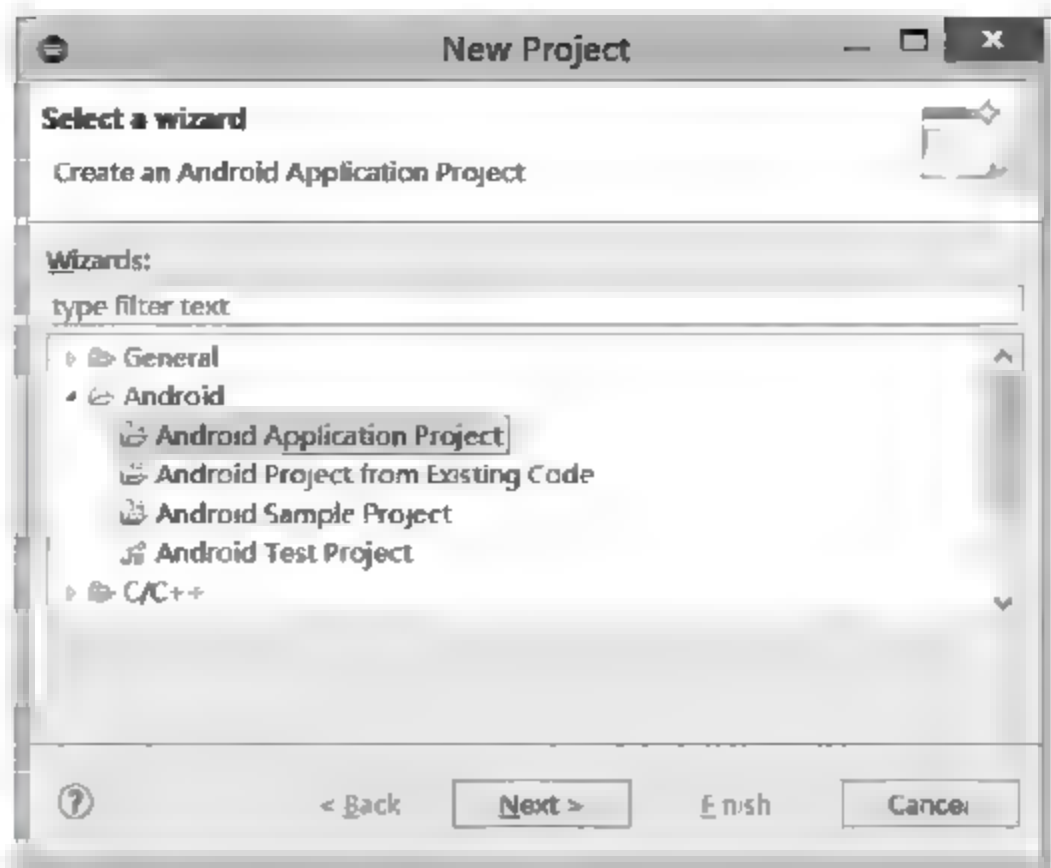 New Project
Select a wizard
Create an Android Application Project
Wizards:
type filter text
General
Android
Android Application Project
Android Project from Existing Code
Android Sample Project
Android Test Project
C/C++
? < Back Next > Finish Cancel